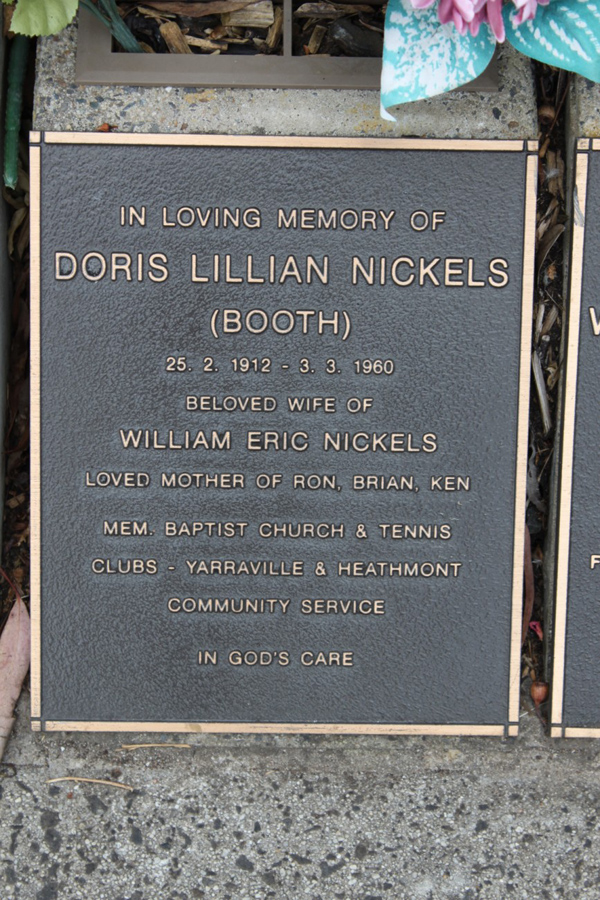 IN LOVING MEMORY OF
DORIS LILLIAN NICKELS
(BOOTH)
25. 2. 1912 - 3. 3. 1960
BELOVED WIFE OF
WILLIAM ERIC NICKELS
LOVED MOTHER OF RON, BRIAN, KEN
MEM. BAPTIST CHURCH & TENNIS
CLUBS - YARRAVILLE & HEATHMONT
COMMUNITY SERVICE
IN GOD'S CARE